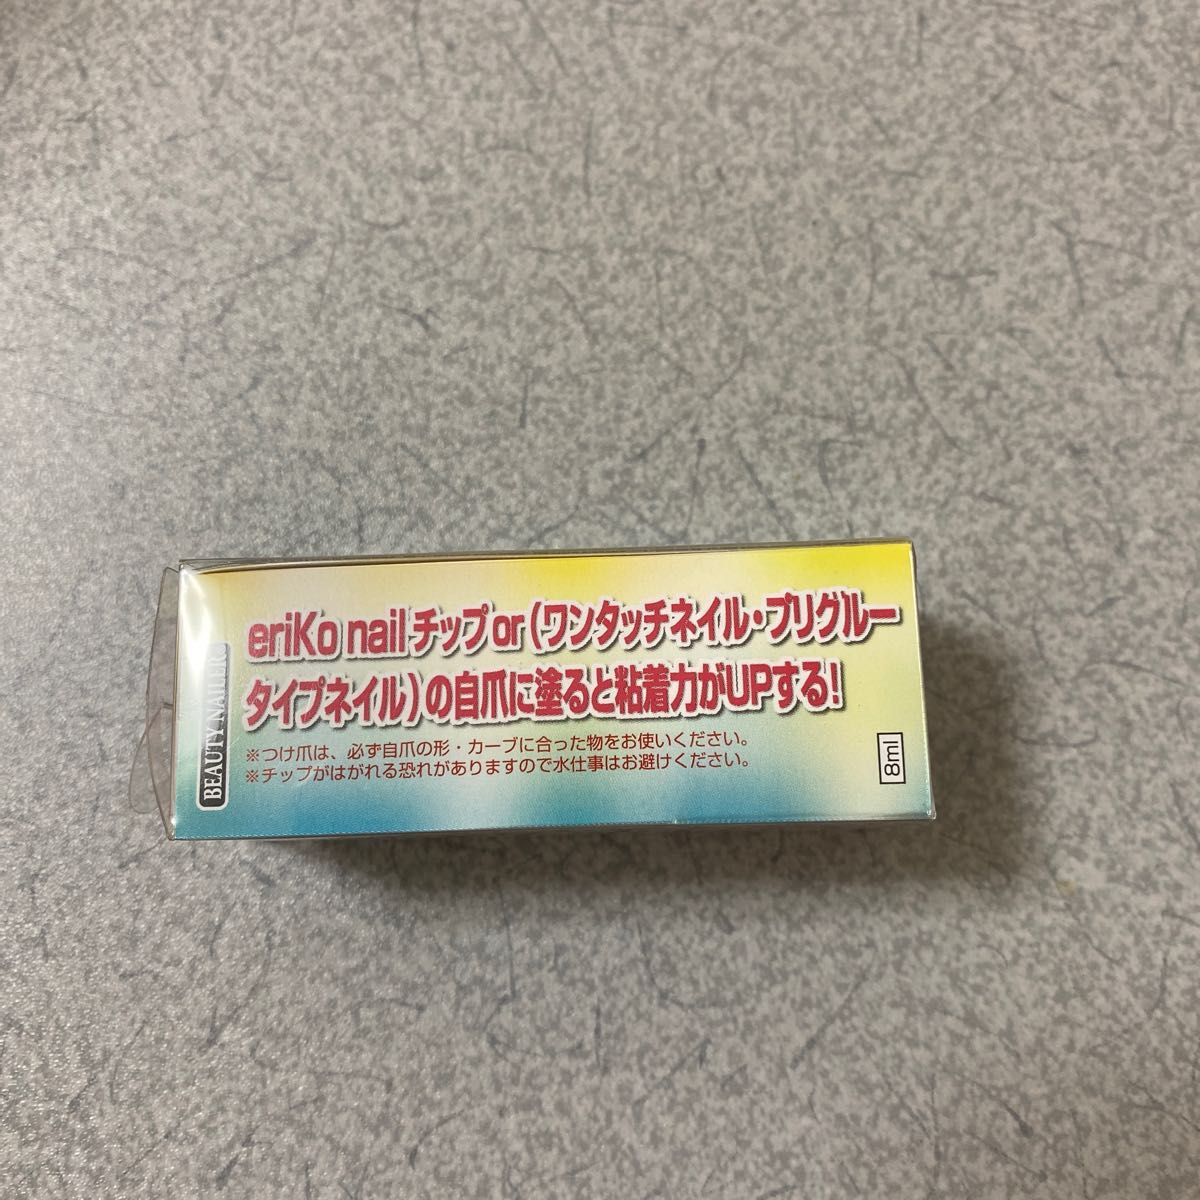 eriKo nail チップor(ワンタッチネイル・プリグルー
タイプネイル)の自爪に塗ると粘着力がUPする!
※つけ爪は、必ず自爪の形・カーブに合った物をお使いください。
※チップがはがれる恐れがありますので水仕事はお避けください。
8ml
BEAUTY NAILER